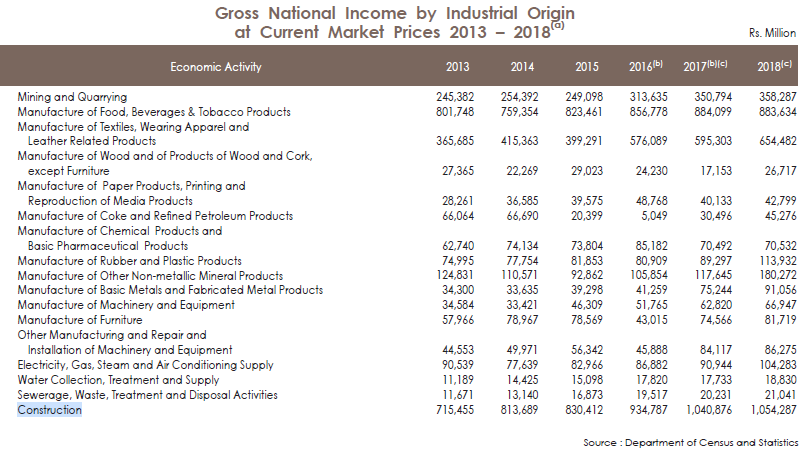 Gross National Income by Industrial Origin
at Current Market Prices 2013 – 2018(a)
Rs. Million
Economic Activity 2013 2014 2015 2016(b) 2017(b)(c) 2018(c)
Mining and Quarrying 245,382 254,392 249,098 313,635 350,794 358,287
Manufacture of Food, Beverages & Tobacco Products 801,748 759,354 823,461 856,778 884,099 883,634
Manufacture of Textiles, Wearing Apparel and
Leather Related Products 365,685 415,363 399,291 576,089 595,303 654,482
Manufacture of Wood and of Products of Wood and Cork,
except Furniture 27,365 22,269 29,023 24,230 17,153 26,717
Manufacture of Paper Products, Printing and
Reproduction of Media Products 28,261 36,585 39,575 48,768 40,133 42,799
Manufacture of Coke and Refined Petroleum Products 66,064 66,690 20,399 5,049 30,496 45,276
Manufacture of Chemical Products and
Basic Pharmaceutical Products 62,740 74,134 73,804 85,182 70,492 70,532
Manufacture of Rubber and Plastic Products 74,995 77,754 81,853 80,909 89,297 113,932
Manufacture of Other Non-metallic Mineral Products 124,831 110,571 92,862 105,854 117,645 180,272
Manufacture of Basic Metals and Fabricated Metal Products 34,300 33,635 39,298 41,259 75,244 91,056
Manufacture of Machinery and Equipment 34,584 33,421 46,309 51,765 62,820 66,947
Manufacture of Furniture 57,966 78,967 78,569 43,015 74,566 81,719
Other Manufacturing and Repair and
Installation of Machinery and Equipment 44,553 49,971 56,342 45,888 84,117 86,275
Electricity, Gas, Steam and Air Conditioning Supply 90,539 77,639 82,966 86,882 90,944 104,283
Water Collection, Treatment and Supply 11,189 14,425 15,098 17,820 17,733 18,830
Sewerage, Waste, Treatment and Disposal Activities 11,671 13,140 16,873 19,517 20,231 21,041
Construction 715,455 813,689 830,412 934,787 1,040,876 1,054,287
Source : Department of Census and Statistics